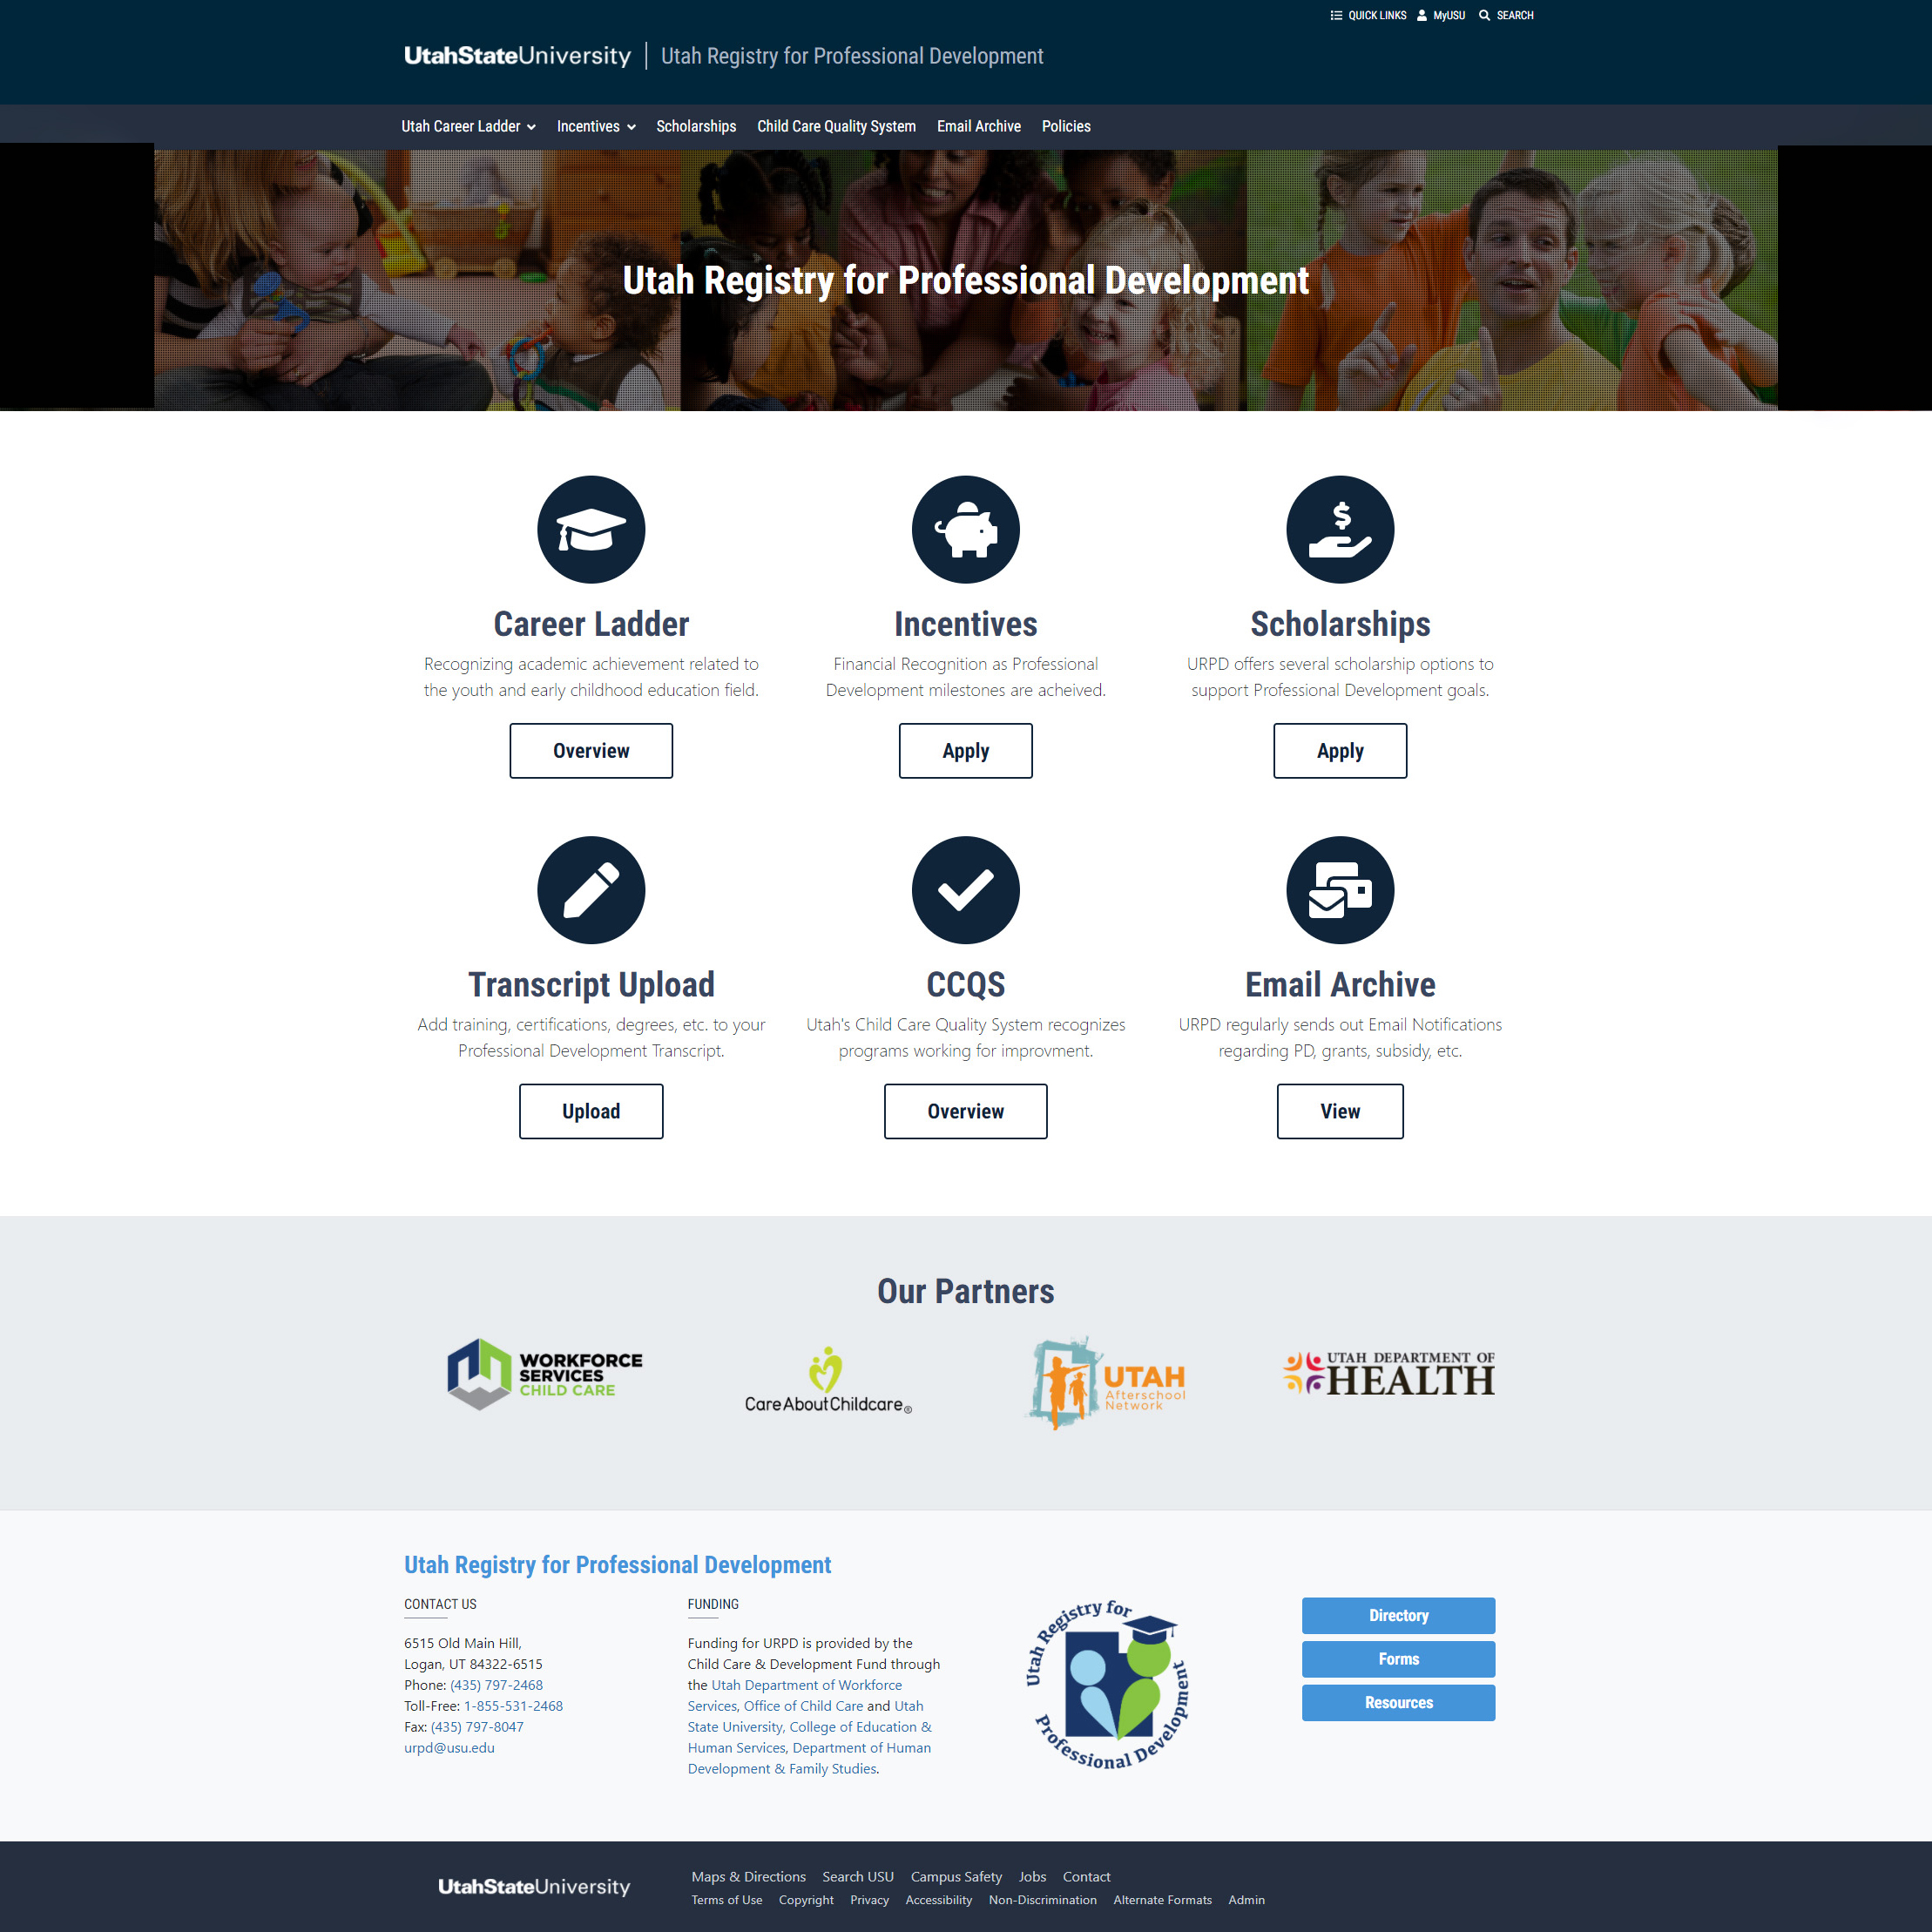 QUICK LINKS MyUSU SEARCH
UtahStateUniversity | Utah Registry for Professional Development
Utah Career Ladder Incentives Scholarships Child Care Quality System Email Archive Policies
Utah Registry for Professional Development
Career Ladder
Recognizing academic achievement related to
the youth and early childhood education field.
Overview
Incentives
Financial Recognition as Professional
Development milestones are acheived.
Apply
Scholarships
URPD offers several scholarship options to
support Professional Development goals.
Apply
Transcript Upload
Add training, certifications, degrees, etc. to your
Professional Development Transcript.
Upload
CCQS
Utah's Child Care Quality System recognizes
programs working for improvment.
Overview
Email Archive
URPD regularly sends out Email Notifications
regarding PD, grants, subsidy, etc.
View
Our Partners
WORKFORCE
SERVICES
CHILD CARE
CareAboutChildcare®
UTAH
Afterschool
Network
UTAH DEPARTMENT OF
HEALTH
Utah Registry for Professional Development
CONTACT US
6515 Old Main Hill,
Logan, UT 84322-6515
Phone: (435) 797-2468
Toll-Free: 1-855-531-2468
Fax: (435) 797-8047
urpd@usu.edu
FUNDING
Funding for URPD is provided by the
Child Care & Development Fund through
the Utah Department of Workforce
Services, Office of Child Care and Utah
State University, College of Education &
Human Services, Department of Human
Development & Family Studies.
Utah Registry for
Professional Development
Directory
Forms
Resources
UtahStateUniversity
Maps & Directions Search USU Campus Safety Jobs Contact
Terms of Use Copyright Privacy Accessibility Non-Discrimination Alternate Formats Admin